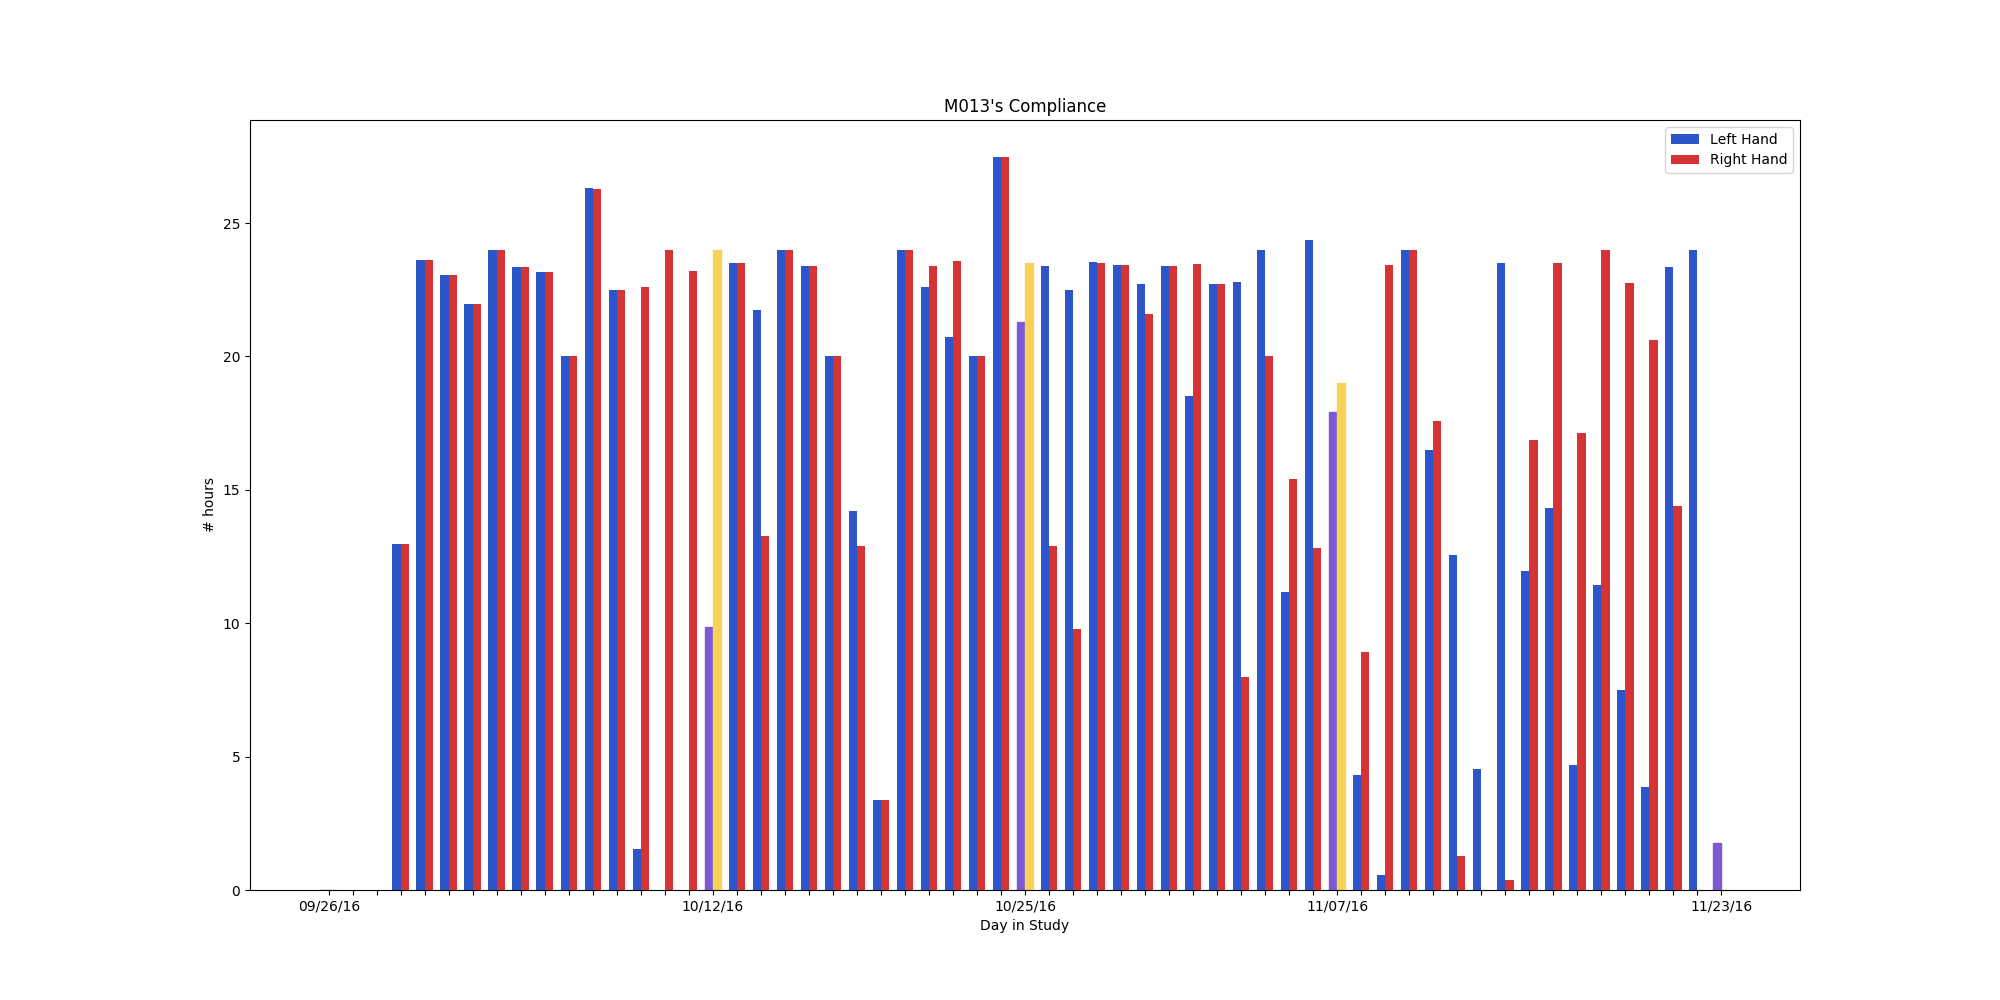 M013's Compliance
Left Hand
Right Hand
25
20
15
10
5
0
# hours
09/26/16 10/12/16 10/25/16 11/07/16 11/23/16
Day in Study